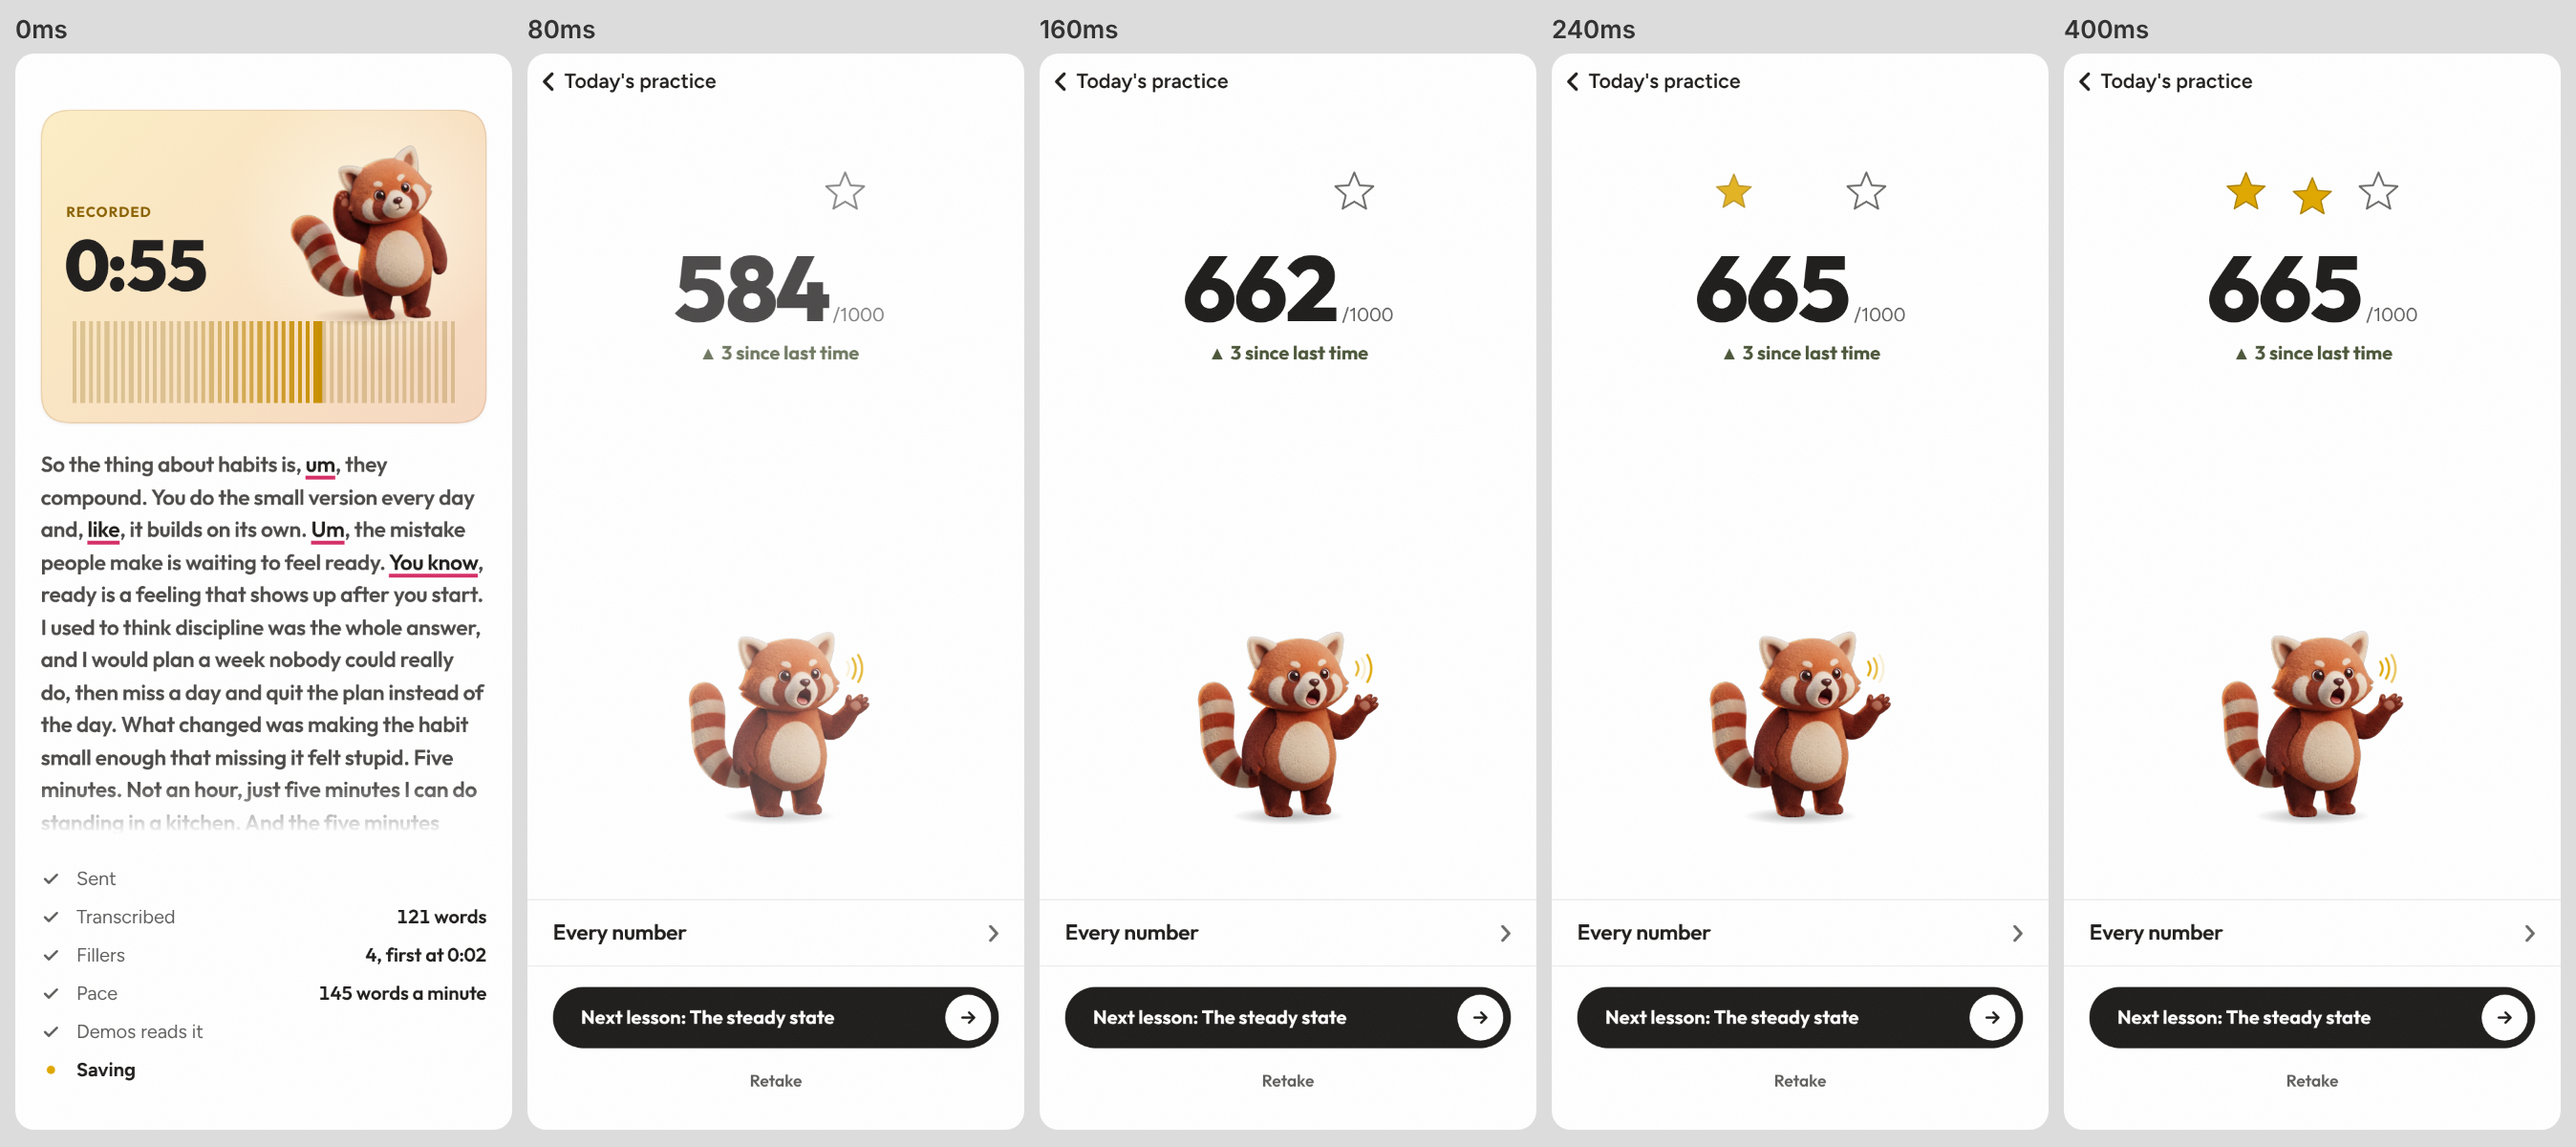 0ms
RECORDED
0:55
So the thing about habits is, um, they
compound. You do the small version every day
and, like, it builds on its own. Um, the mistake
people make is waiting to feel ready. You know,
ready is a feeling that shows up after you start.
I used to think discipline was the whole answer,
and I would plan a week nobody could really
do, then miss a day and quit the plan instead of
the day. What changed was making the habit
small enough that missing it felt stupid. Five
minutes. Not an hour, just five minutes I can do
standing in a kitchen. And the five minutes
Sent
Transcribed 121 words
Fillers 4, first at 0:02
Pace 145 words a minute
Demos reads it
Saving
80ms
Today's practice
584/1000
▲ 3 since last time
Every number
Next lesson: The steady state
Retake
160ms
Today's practice
662/1000
▲ 3 since last time
Every number
Next lesson: The steady state
Retake
240ms
Today's practice
665/1000
▲ 3 since last time
Every number
Next lesson: The steady state
Retake
400ms
Today's practice
665/1000
▲ 3 since last time
Every number
Next lesson: The steady state
Retake